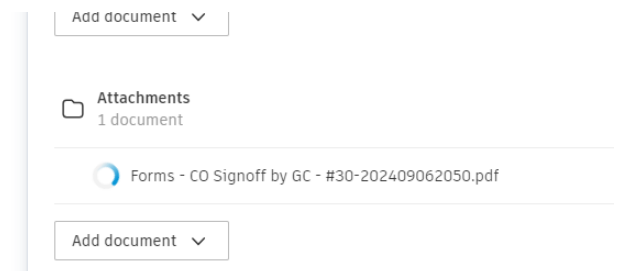 Add document
Attachments
1 document
Forms - CO Signoff by GC - #30-202409062050.pdf
Add document